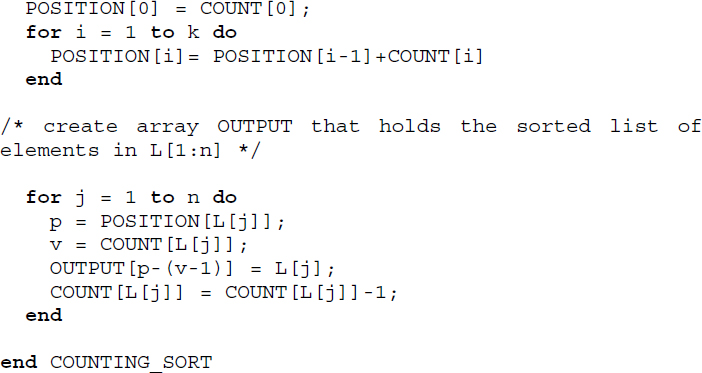 POSITION[0] = COUNT[0];
for i = 1 to k do
POSITION[i]= POSITION[i-1]+COUNT[i]
end
/* create array OUTPUT that holds the sorted list of
elements in L[1:n] */
for j = 1 to n do
p = POSITION[L[j]];
v = COUNT[L[j]];
OUTPUT[p-(v-1)] = L[j];
COUNT[L[j]] = COUNT[L[j]]-1;
end
end COUNTING_SORT